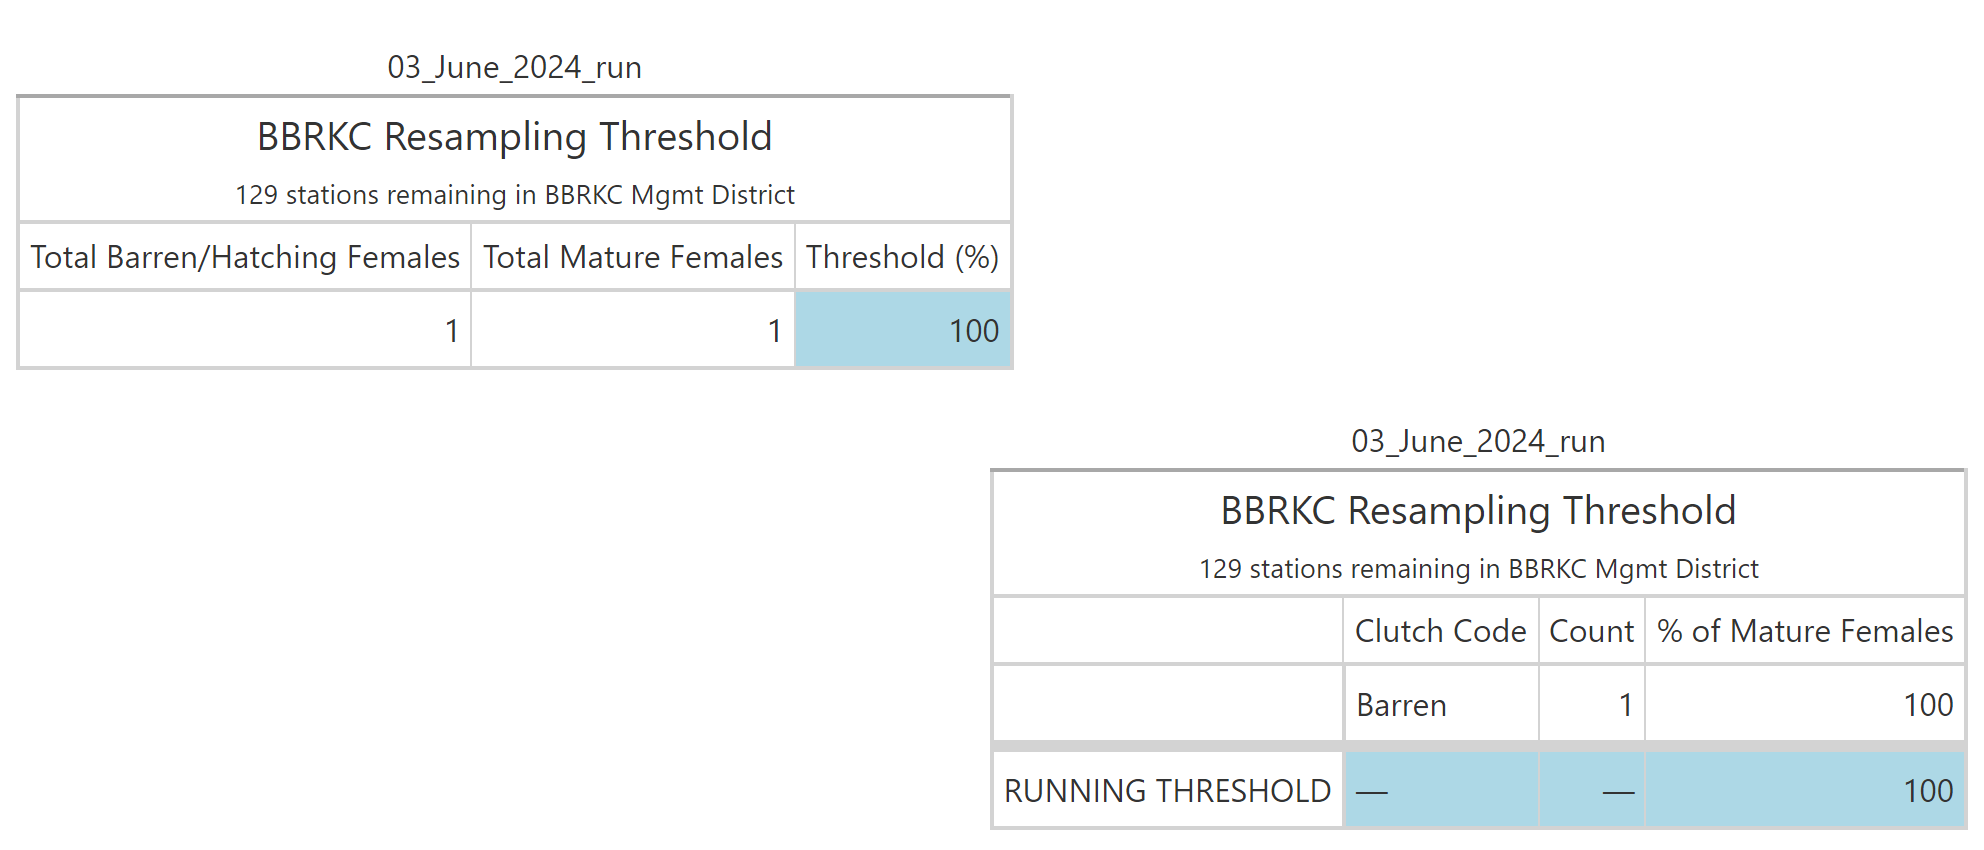 03_June_2024_run
BBRKC Resampling Threshold
129 stations remaining in BBRKC Mgmt District
Total Barren/Hatching Females Total Mature Females Threshold (%)
1 1 100
03_June_2024_run
BBRKC Resampling Threshold
129 stations remaining in BBRKC Mgmt District
Clutch Code Count % of Mature Females
Barren 1 100
RUNNING THRESHOLD — — 100